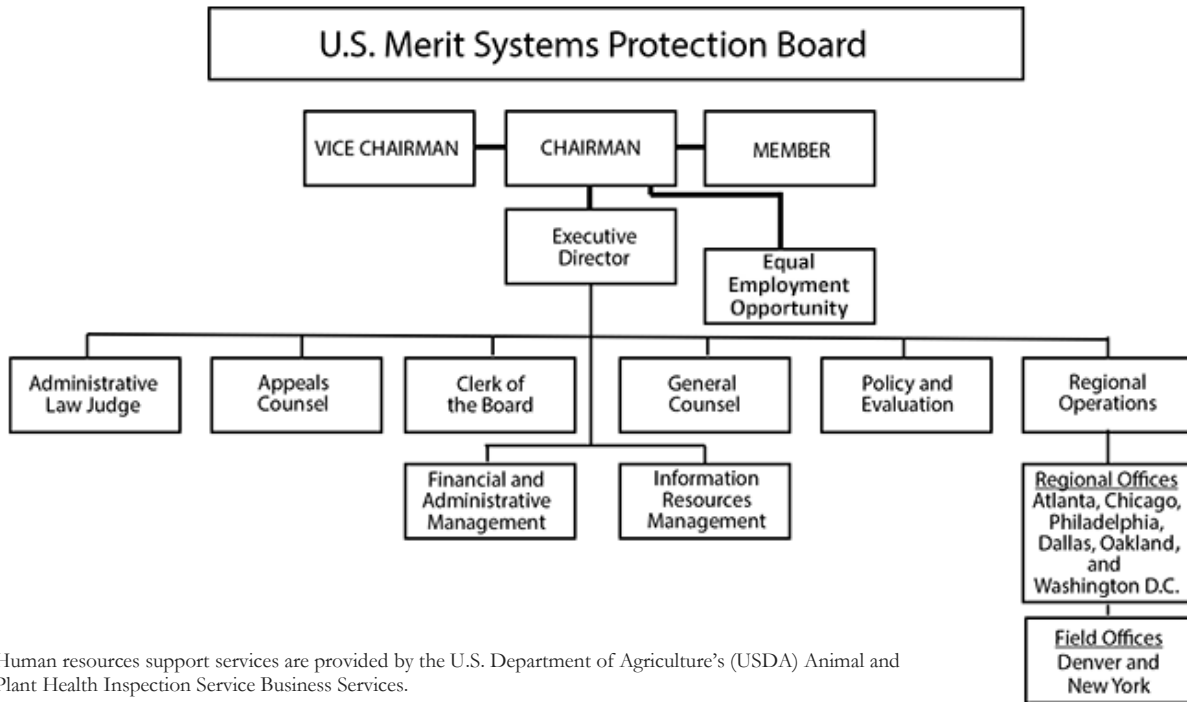 U.S. Merit Systems Protection Board
VICE CHAIRMAN
CHAIRMAN
MEMBER
Executive
Director
Equal
Employment
Opportunity
Administrative
Law Judge
Appeals
Counsel
Clerk of
the Board
General
Counsel
Policy and
Evaluation
Regional
Operations
Financial and
Administrative
Management
Information
Resources
Management
Regional Offices
Atlanta, Chicago,
Philadelphia,
Dallas, Oakland,
and
Washington D.C.
Field Offices
Denver and
New York
Human resources support services are provided by the U.S. Department of Agriculture's (USDA) Animal and
Plant Health Inspection Service Business Services.